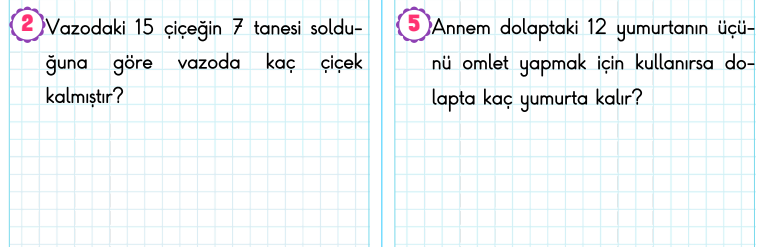 2 Vazodaki 15 çiçeğin 7 tanesi soldu-
ğuna göre vazoda kaç çiçek
kalmıştır?
5 Annem dolaptaki 12 yumurtanın üçü-
nü omlet yapmak için kullanırsa do-
lapta kaç yumurta kalır?